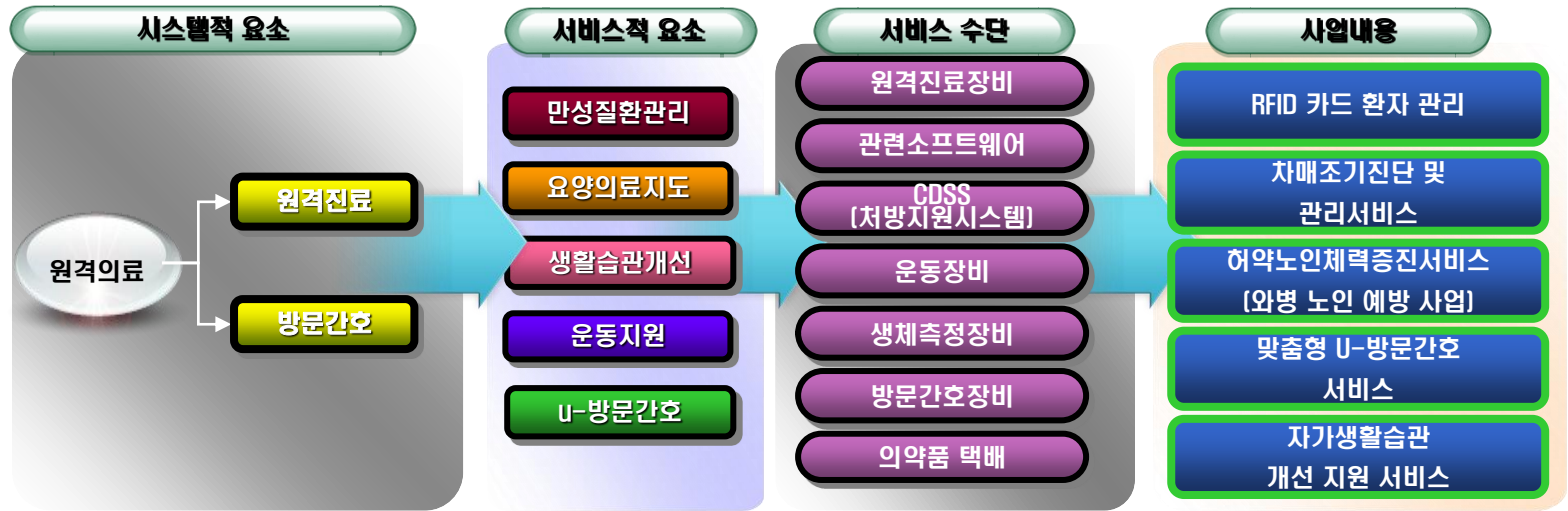 시스템적 요소
원격의료
원격진료
방문간호
서비스적 요소
만성질환관리
요양의료지도
생활습관개선
운동지원
u-방문간호
서비스 수단
원격진료장비
관련소프트웨어
CDSS
(처방지원시스템)
운동장비
생체측정장비
방문간호장비
의약품 택배
사업내용
RFID 카드 환자 관리
차매조기진단 및
관리서비스
허약노인체력증진서비스
(와병 노인 예방 사업)
맞춤형 U-방문간호
서비스
자가생활습관
개선 지원 서비스